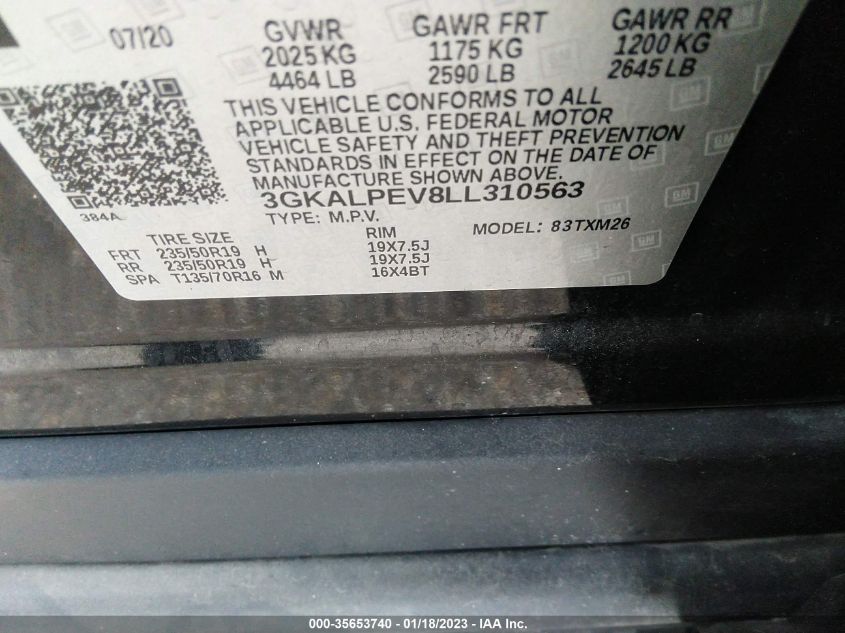 07/20 GVWR GAWR FRT GAWR RR
2025 KG 1175 KG 1200 KG
4464 LB 2590 LB 2645 LB
THIS VEHICLE CONFORMS TO ALL
APPLICABLE U.S. FEDERAL MOTOR
VEHICLE SAFETY AND THEFT PREVENTION
STANDARDS IN EFFECT ON THE DATE OF
MANUFACTURE SHOWN ABOVE.
3GKALPEV8LL310563
384A
TYPE: M.P.V. MODEL: 83TXM26
TIRE SIZE RIM
FRT 235/50R19 H 19X7.5J
RR 235/50R19 H 19X7.5J
SPA T135/70R16 M 16X4BT
GM
000-35653740 - 01/18/2023 - IAA Inc.